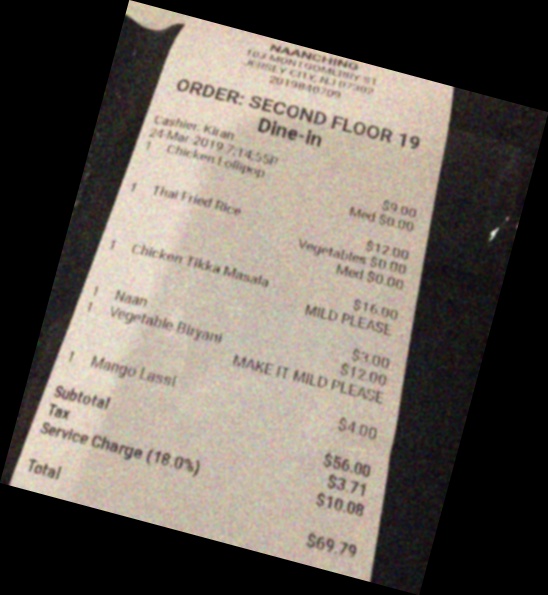 NAANCHING
103 MONTGOMERY ST
JERSEY CITY, NJ 07302
2019840709
ORDER: SECOND FLOOR 19
Dine-in
Cashier: Kiran
24-Mar-2019 7:14:55P
1 Chicken Lollipop $9.00
Med $0.00
1 Thai Fried Rice $12.00
Vegetables $0.00
Med $0.00
1 Chicken Tikka Masala $16.00
MILD PLEASE
1 Naan $3.00
1 Vegetable Biryani $12.00
MAKE IT MILD PLEASE
1 Mango Lassi $4.00
Subtotal $56.00
Tax $3.71
Service Charge (18.0%) $10.08
Total $69.79